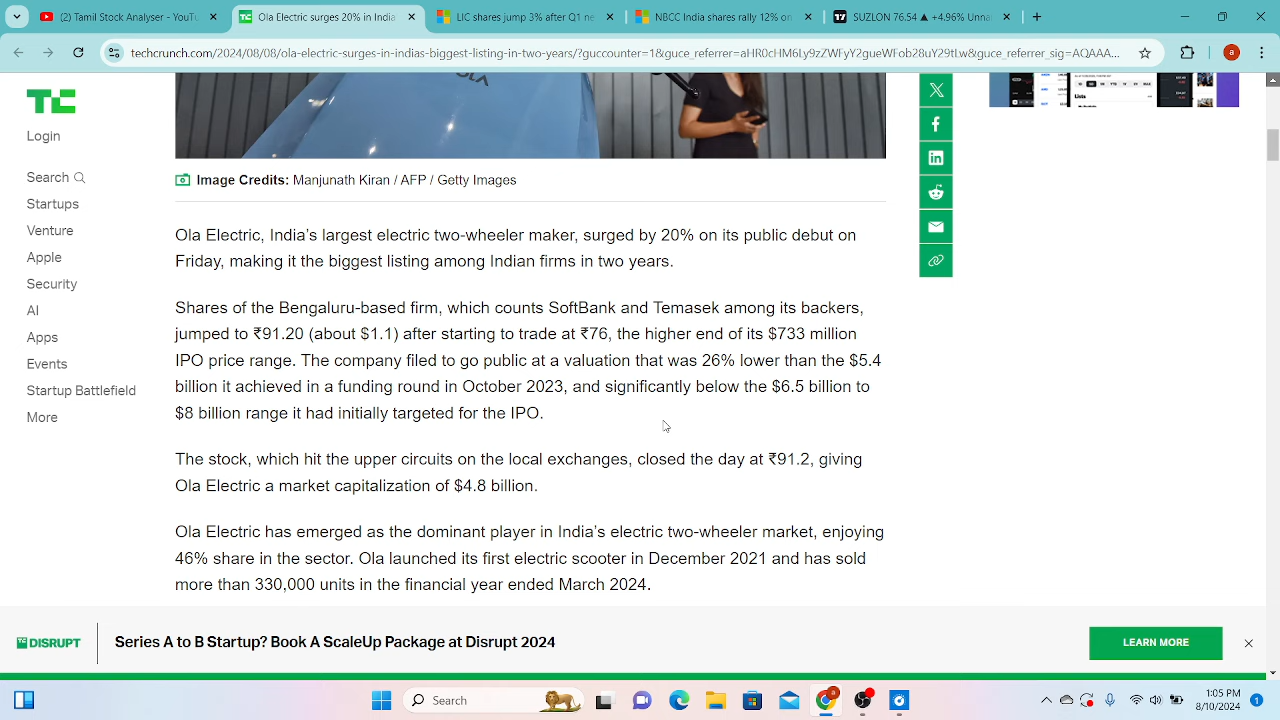 (2) Tamil Stock Analyser - YouTu
Ola Electric surges 20% in India
LIC shares jump 3% after Q1 ne
NBCC India shares rally 12% on
SUZLON 76.54 ▲ +4.96% Unna
techcrunch.com/2024/08/08/ola-electric-surges-in-indias-biggest-listing-in-two-years/?guccounter=1&guce_referrer=aHR0cHM6Ly9zZWFyY2gueWFob28uY29tLw&guce_referrer_sig=AQAAA...
a
TC
Login
Search
Startups
Venture
Apple
Security
AI
Apps
Events
Startup Battlefield
More
OLA
Lists
Image Credits: Manjunath Kiran / AFP / Getty Images
Ola Electric, India's largest electric two-wheeler maker, surged by 20% on its public debut on
Friday, making it the biggest listing among Indian firms in two years.
Shares of the Bengaluru-based firm, which counts SoftBank and Temasek among its backers,
jumped to ₹91.20 (about $1.1) after starting to trade at ₹76, the higher end of its $733 million
IPO price range. The company filed to go public at a valuation that was 26% lower than the $5.4
billion it achieved in a funding round in October 2023, and significantly below the $6.5 billion to
$8 billion range it had initially targeted for the IPO.
The stock, which hit the upper circuits on the local exchanges, closed the day at ₹91.2, giving
Ola Electric a market capitalization of $4.8 billion.
Ola Electric has emerged as the dominant player in India's electric two-wheeler market, enjoying
46% share in the sector. Ola launched its first electric scooter in December 2021 and has sold
more than 330,000 units in the financial year ended March 2024.
TC DISRUPT
Series A to B Startup? Book A ScaleUp Package at Disrupt 2024
LEARN MORE
Search
1:05 PM
8/10/2024
1